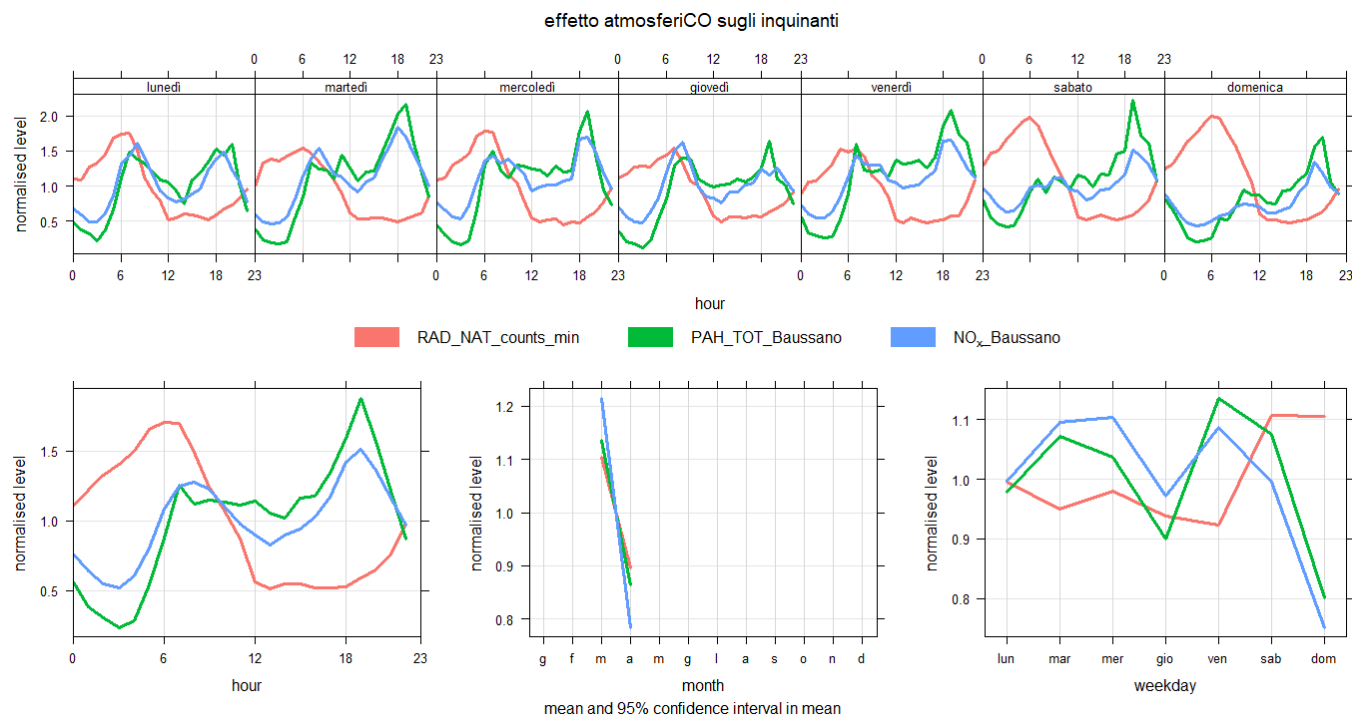 effetto atmosferiCO sugli inquinanti
0 6 12 18 23 0 6 12 18 23 0 6 12 18 23
lunedì martedì mercoledì giovedì venerdì sabato domenica
normalised level
2.0
1.5
1.0
0.5
0 6 12 18 23 0 6 12 18 23 0 6 12 18 23 0 6 12 18 23
hour
RAD_NAT_counts_min PAH_TOT_Baussano NOx_Baussano
normalised level
1.5
1.0
0.5
0 6 12 18 23
hour
normalised level
1.2
1.1
1.0
0.9
0.8
g f m a m g l a s o n d
month
normalised level
1.1
1.0
0.9
0.8
lun mar mer gio ven sab dom
weekday
mean and 95% confidence interval in mean